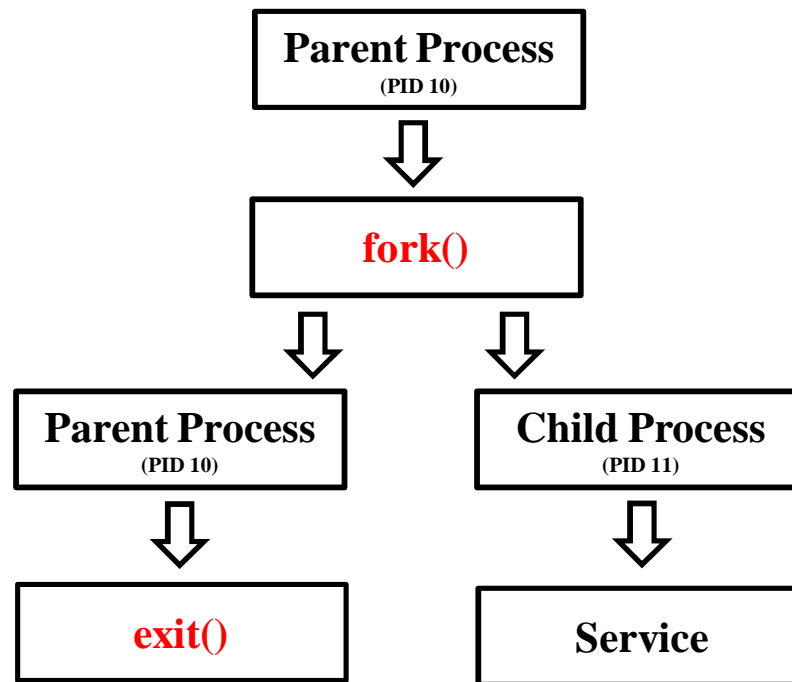 Parent Process
(PID 10)
fork()
Parent Process
(PID 10)
Child Process
(PID 11)
exit()
Service